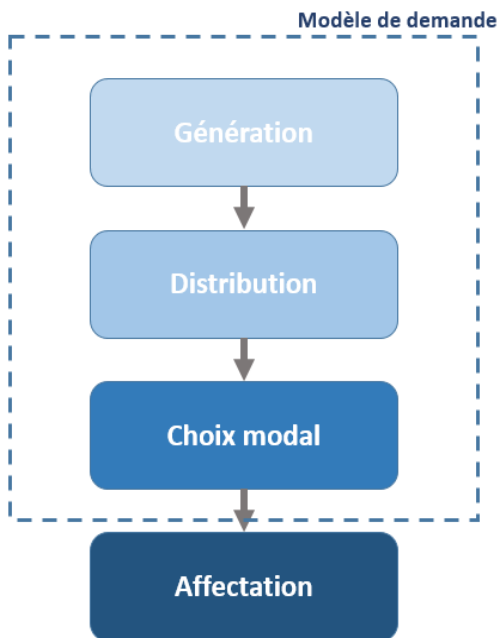 Modèle de demande
Génération
Distribution
Choix modal
Affectation